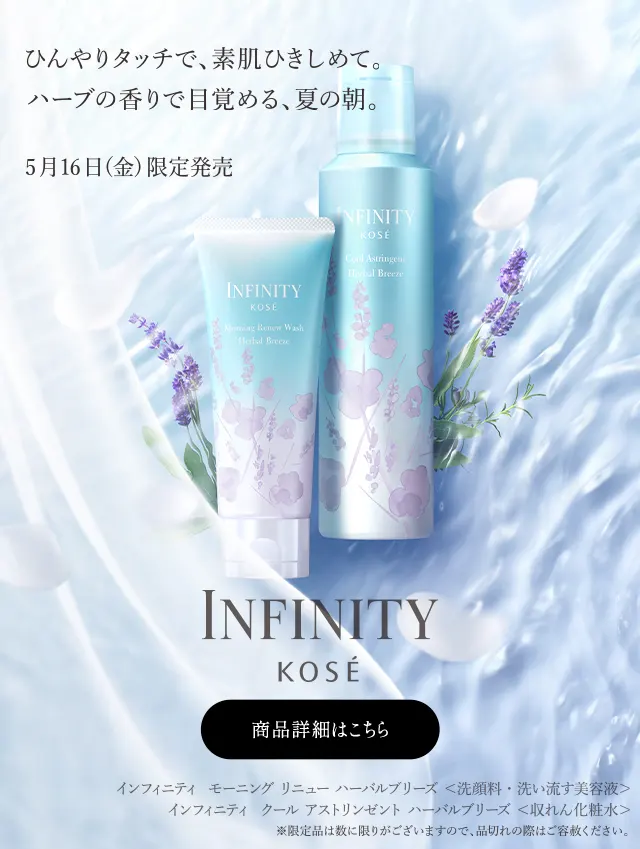 ひんやりタッチで、素肌ひきしめて。
ハーブの香りで目覚める、夏の朝。
5月16日(金)限定発売
INFINITY
KOSÉ
Cool Astringent
Herbal Breeze
INFINITY
KOSÉ
Morning Renew Wash
Herbal Breeze
INFINITY
KOSÉ
商品詳細はこちら
インフィニティ モーニング リニュー ハーバルブリーズ <洗顔料・洗い流す美容液>
インフィニティ クール アストリンゼント ハーバルブリーズ <収れん化粧水>
※限定品は数に限りがございますので、品切れの際はご容赦ください。